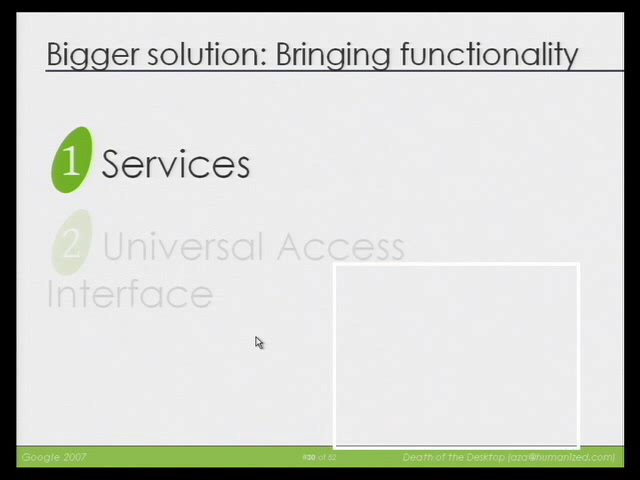 Bigger solution: Bringing functionality
1 Services
2 Universal Access
Interface
Google 2007
of 52
Death of the Desktop (aza@humanized.com)